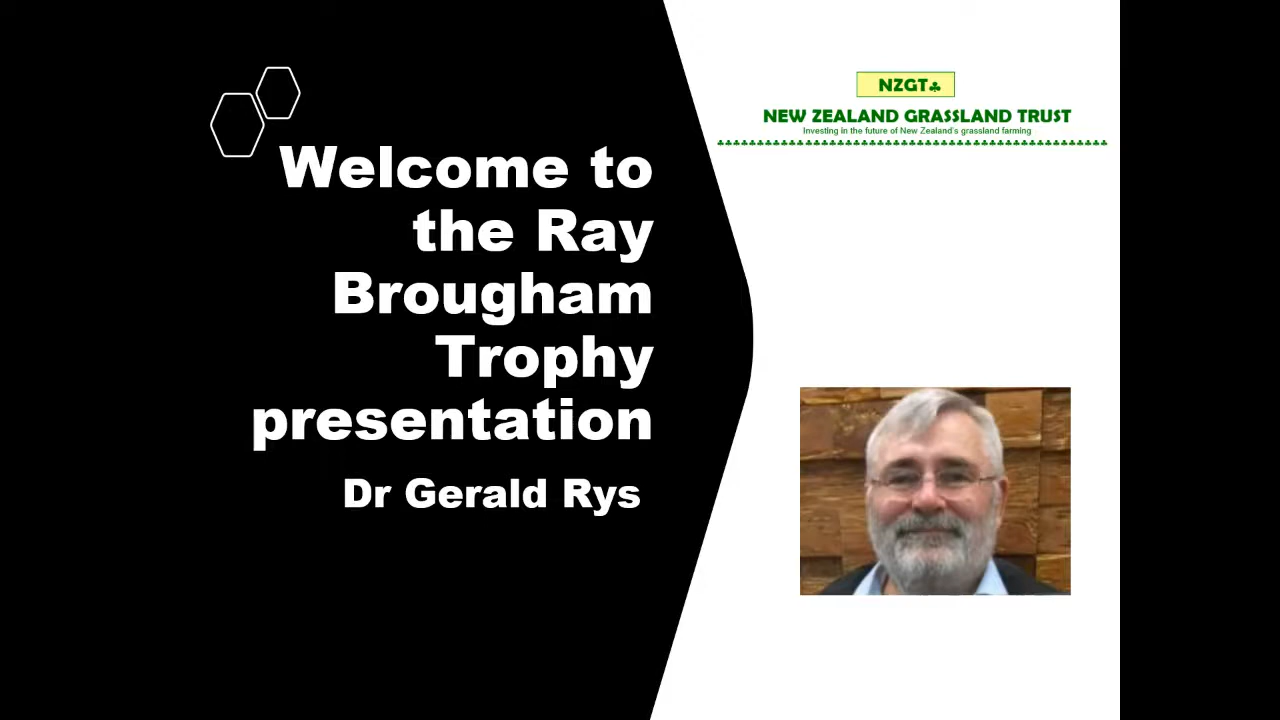 Welcome to
the Ray
Brougham
Trophy
presentation
Dr Gerald Rys
NZGT♣
NEW ZEALAND GRASSLAND TRUST
Investing in the future of New Zealand's grassland farming